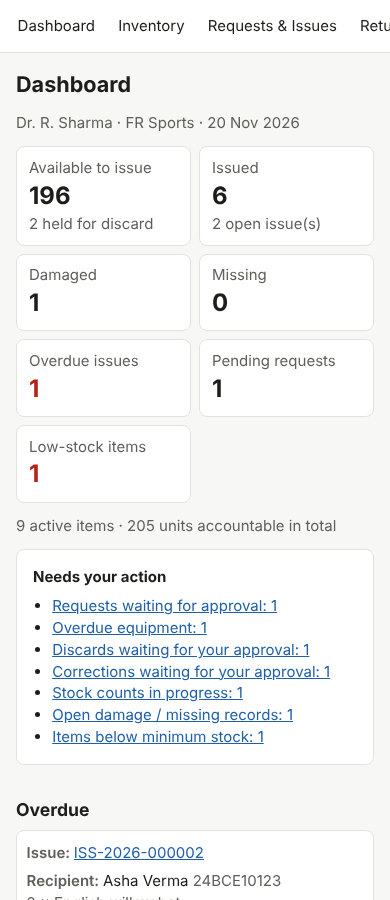 Dashboard Inventory Requests & Issues Retu
Dashboard
Dr. R. Sharma · FR Sports · 20 Nov 2026
Available to issue
196
2 held for discard
Issued
6
2 open issue(s)
Damaged
1
Missing
0
Overdue issues
1
Pending requests
1
Low-stock items
1
9 active items · 205 units accountable in total
Needs your action
Requests waiting for approval: 1
Overdue equipment: 1
Discards waiting for your approval: 1
Corrections waiting for your approval: 1
Stock counts in progress: 1
Open damage / missing records: 1
Items below minimum stock: 1
Overdue
Issue: ISS-2026-000002
Recipient: Asha Verma 24BCE10123